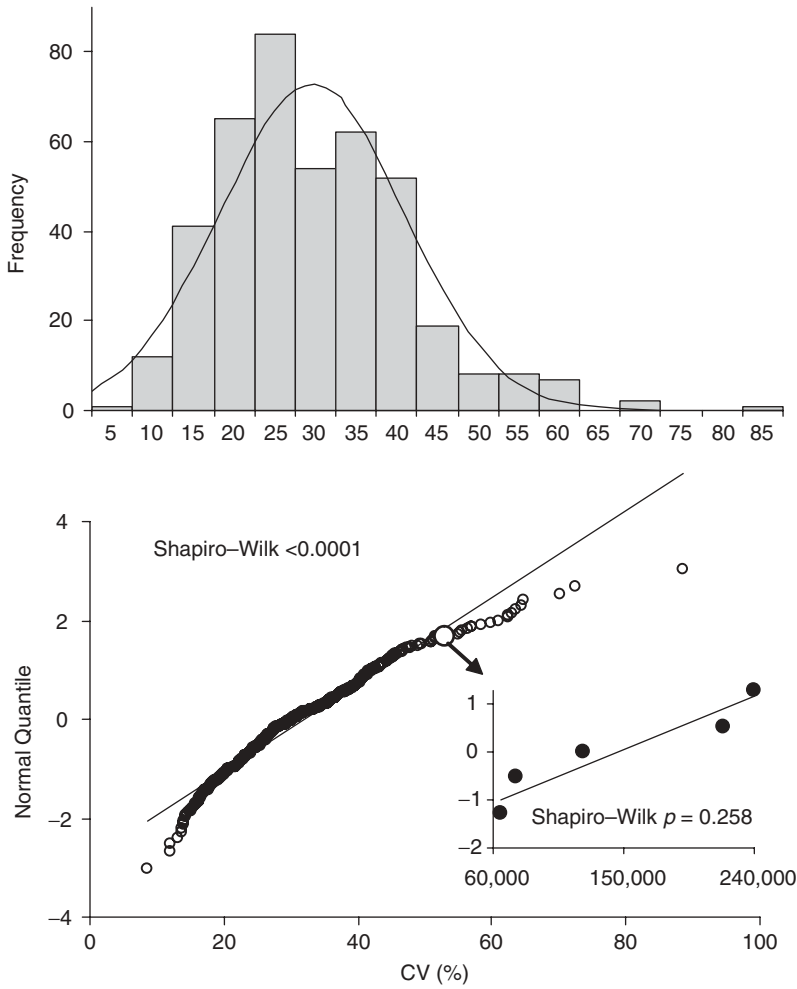 80
60
40
20
0
Frequency
5 10 15 20 25 30 35 40 45 50 55 60 65 70 75 80 85
4
2
0
–2
–4
Normal Quantile
Shapiro–Wilk <0.0001
1
0
–1
–2
Shapiro–Wilk p = 0.258
60,000 150,000 240,000
0 20 40 60 80 100
CV (%)